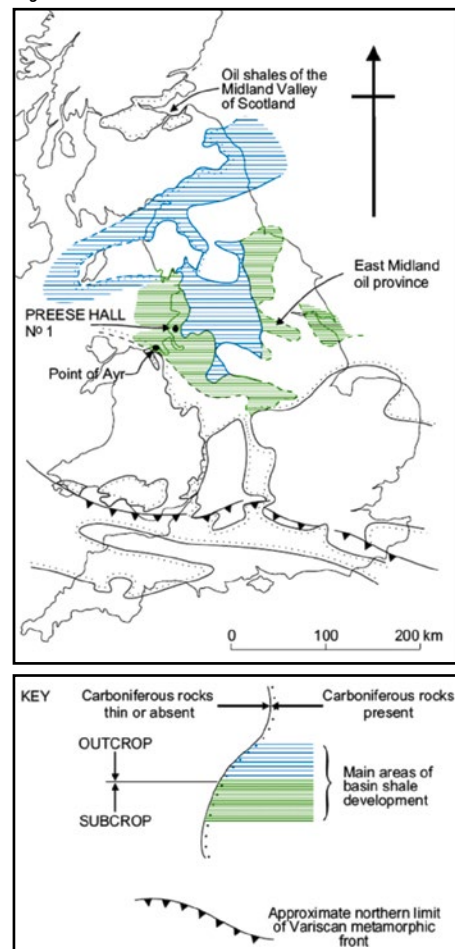 Oil shales of the
Midland Valley
of Scotland
East Midland
oil province
PREESE HALL
Nº 1
Point of Ayr
0 100 200 km
KEY
Carboniferous rocks
thin or absent
Carboniferous rocks
present
OUTCROP
SUBCROP
Main areas of
basin shale
development
Approximate northern limit
of Variscan metamorphic
front